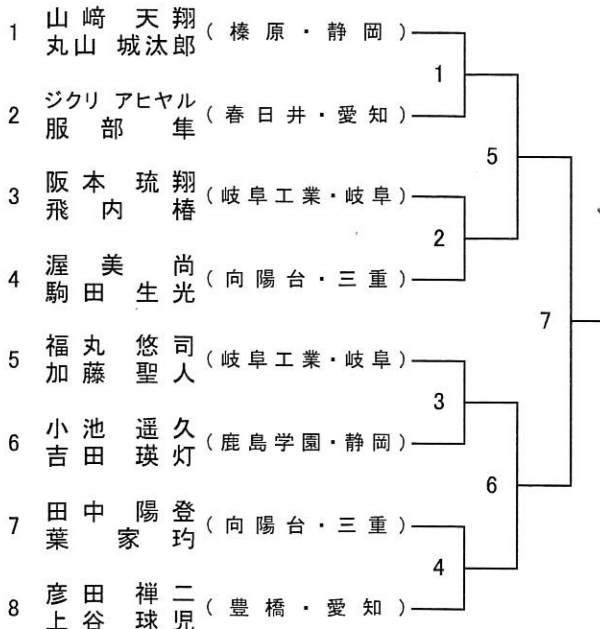 1 山﨑 天翔 (榛原・静岡)
丸山 城汰郎
2 ジクリ アヒヤル (春日井・愛知)
服部 隼
3 阪本 琉翔 (岐阜工業・岐阜)
飛内 椿
4 渥美 尚 (向陽台・三重)
駒田 生光
5 福丸 悠司 (岐阜工業・岐阜)
加藤 聖人
6 小池 遥久 (鹿島学園・静岡)
吉田 瑛灯
7 田中 陽登 (向陽台・三重)
葉家 玓
8 彦田 禅二 (豊橋・愛知)
上谷 球児
1
2
3
4
5
6
7